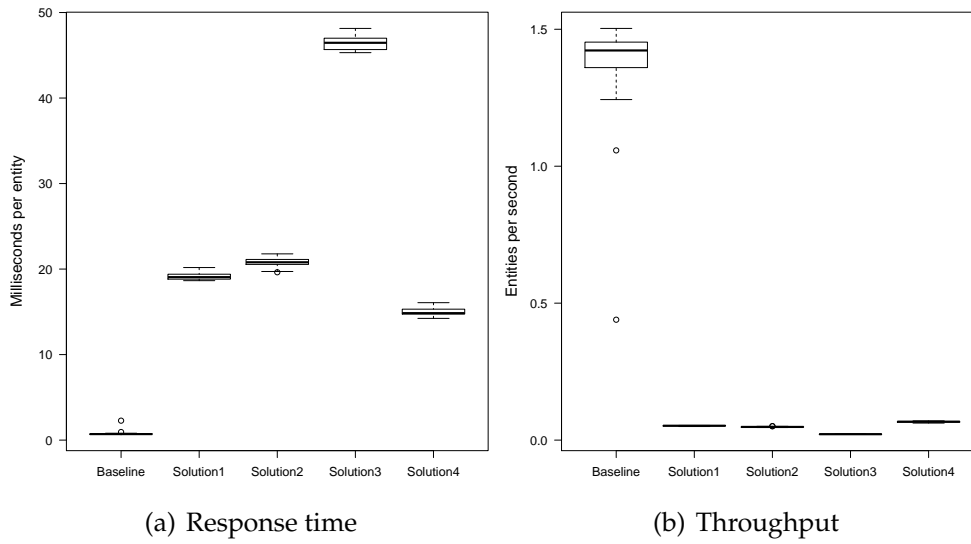 50
40
30
20
10
0
Milliseconds per entity
Baseline Solution1 Solution2 Solution3 Solution4
(a) Response time
1.5
1.0
0.5
0.0
Entities per second
Baseline Solution1 Solution2 Solution3 Solution4
(b) Throughput